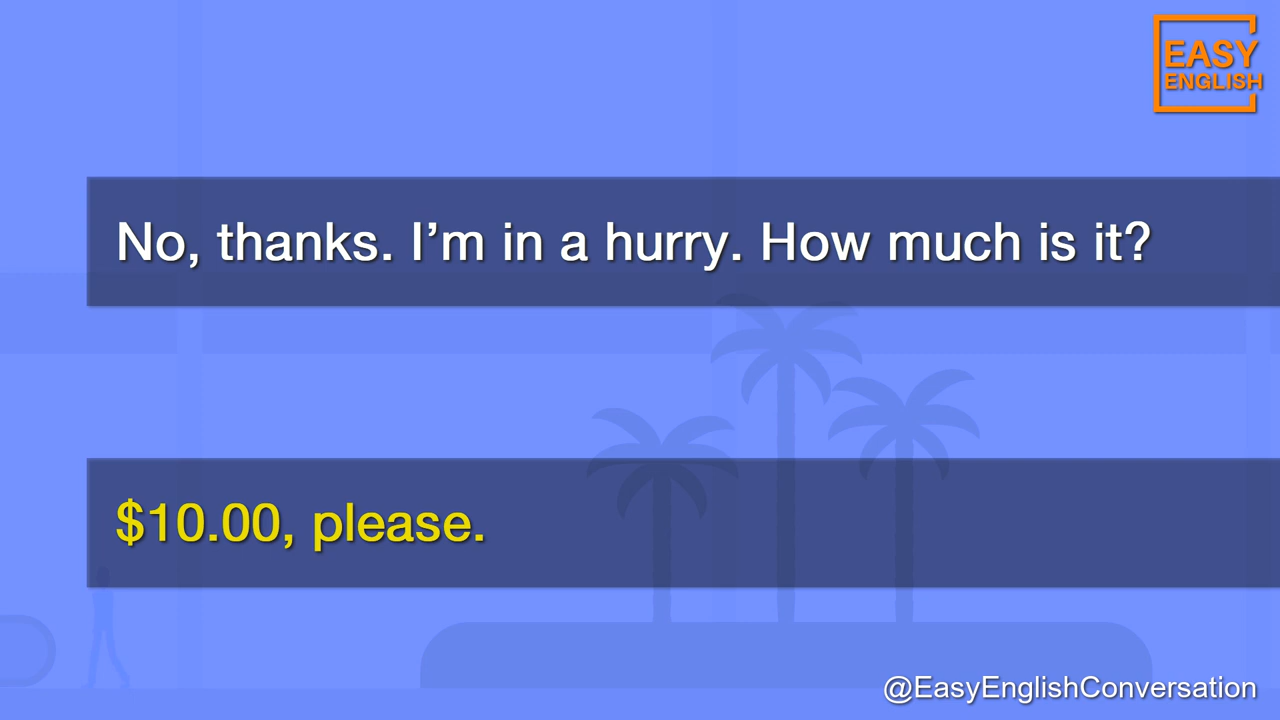 EASY
ENGLISH
No, thanks. I’m in a hurry. How much is it?
$10.00, please.
@EasyEnglishConversation